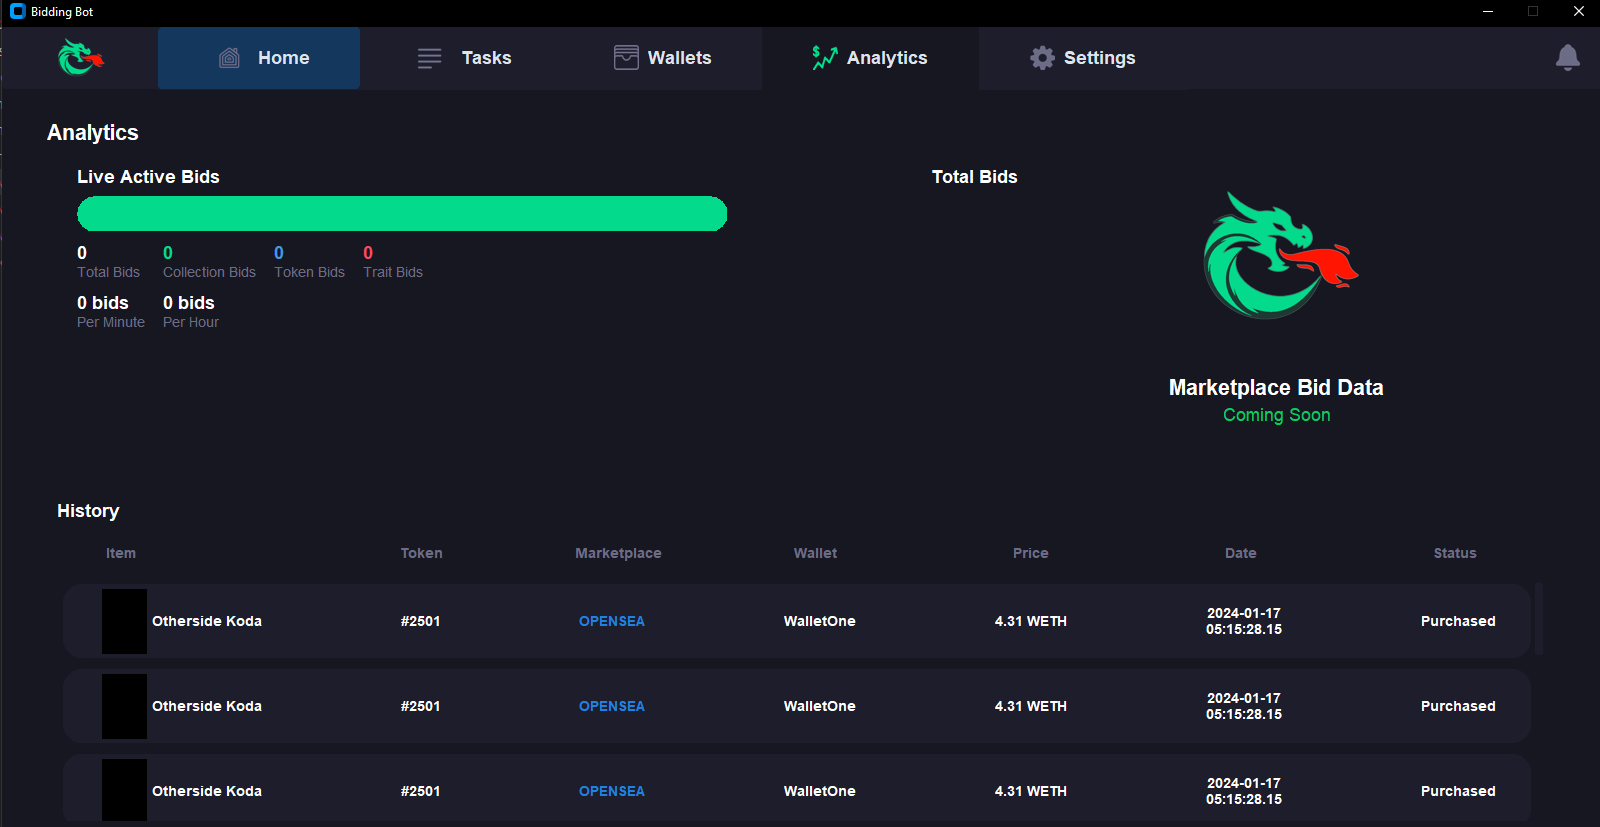 Bidding Bot
Home Tasks Wallets $ Analytics Settings
Analytics
Live Active Bids
Total Bids
0 0 0 0
Total Bids Collection Bids Token Bids Trait Bids
0 bids 0 bids
Per Minute Per Hour
Marketplace Bid Data
Coming Soon
History
Item Token Marketplace Wallet Price Date Status
Otherside Koda #2501 OPENSEA WalletOne 4.31 WETH 2024-01-17 Purchased
05:15:28.15
Otherside Koda #2501 OPENSEA WalletOne 4.31 WETH 2024-01-17 Purchased
05:15:28.15
Otherside Koda #2501 OPENSEA WalletOne 4.31 WETH 2024-01-17 Purchased
05:15:28.15